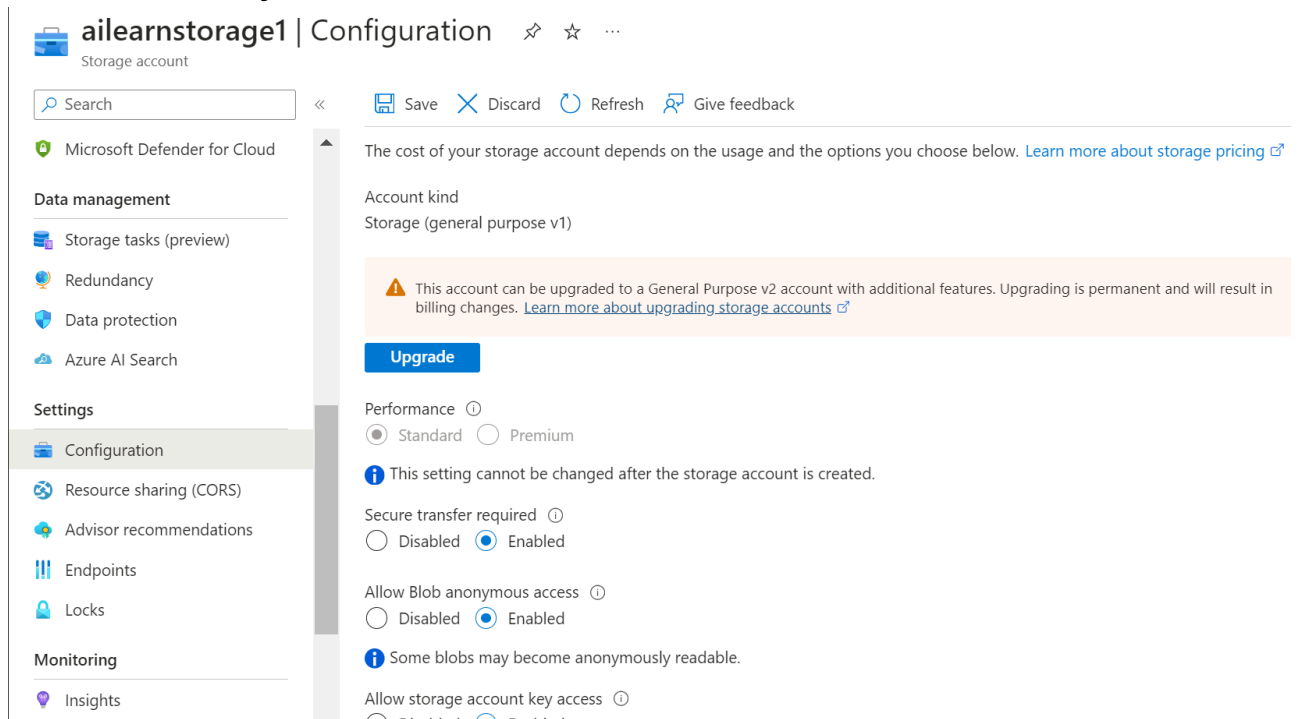 ailearnstorage1 | Configuration
Storage account
Search
Microsoft Defender for Cloud
Data management
Storage tasks (preview)
Redundancy
Data protection
Azure AI Search
Settings
Configuration
Resource sharing (CORS)
Advisor recommendations
Endpoints
Locks
Monitoring
Insights
Save Discard Refresh Give feedback
The cost of your storage account depends on the usage and the options you choose below. Learn more about storage pricing
Account kind
Storage (general purpose v1)
This account can be upgraded to a General Purpose v2 account with additional features. Upgrading is permanent and will result in
billing changes. Learn more about upgrading storage accounts
Upgrade
Performance
Standard Premium
This setting cannot be changed after the storage account is created.
Secure transfer required
Disabled Enabled
Allow Blob anonymous access
Disabled Enabled
Some blobs may become anonymously readable.
Allow storage account key access